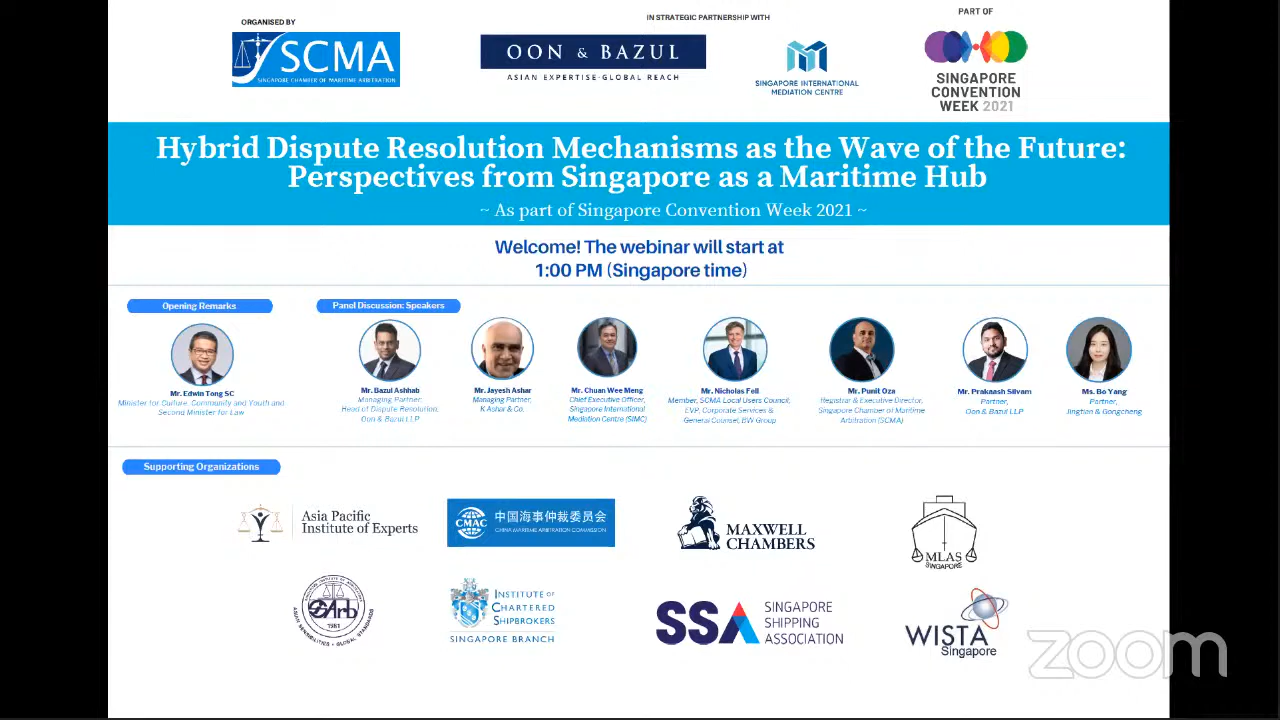 ORGANISED BY
IN STRATEGIC PARTNERSHIP WITH
PART OF
SCMA
SINGAPORE CHAMBER OF MARITIME ARBITRATION
OON & BAZUL
ASIAN EXPERTISE·GLOBAL REACH
SINGAPORE INTERNATIONAL
MEDIATION CENTRE
SINGAPORE
CONVENTION
WEEK 2021
Hybrid Dispute Resolution Mechanisms as the Wave of the Future:
Perspectives from Singapore as a Maritime Hub
~ As part of Singapore Convention Week 2021 ~
Welcome! The webinar will start at
1:00 PM (Singapore time)
Opening Remarks
Panel Discussion: Speakers
Mr. Edwin Tong SC
Minister for Culture, Community and Youth and
Second Minister for Law
Mr. Bazul Ashhab
Managing Partner;
Head of Dispute Resolution,
Oon & Bazul LLP
Mr. Jayesh Ashar
Managing Partner,
K Ashar & Co.
Mr. Chuan Wee Meng
Chief Executive Officer,
Singapore International
Mediation Centre (SIMC)
Mr. Nicholas Fell
Member, SCMA Local Users Council,
EVP, Corporate Services &
General Counsel, BW Group
Mr. Punit Oza
Registrar & Executive Director,
Singapore Chamber of Maritime
Arbitration (SCMA)
Mr. Prakaash Silvam
Partner,
Oon & Bazul LLP
Ms. Bo Yang
Partner,
Jingtian & Gongcheng
Supporting Organizations
Asia Pacific
Institute of Experts
CMAC
中国海事仲裁委员会
CHINA MARITIME ARBITRATION COMMISSION
MAXWELL
CHAMBERS
MLAS
SINGAPORE
CIArb
1981
ASIAN SENSIBILITIES • GLOBAL STANDARDS
INSTITUTE OF
CHARTERED
SHIPBROKERS
SINGAPORE BRANCH
SSA
SINGAPORE
SHIPPING
ASSOCIATION
WISTA
Singapore
zoom